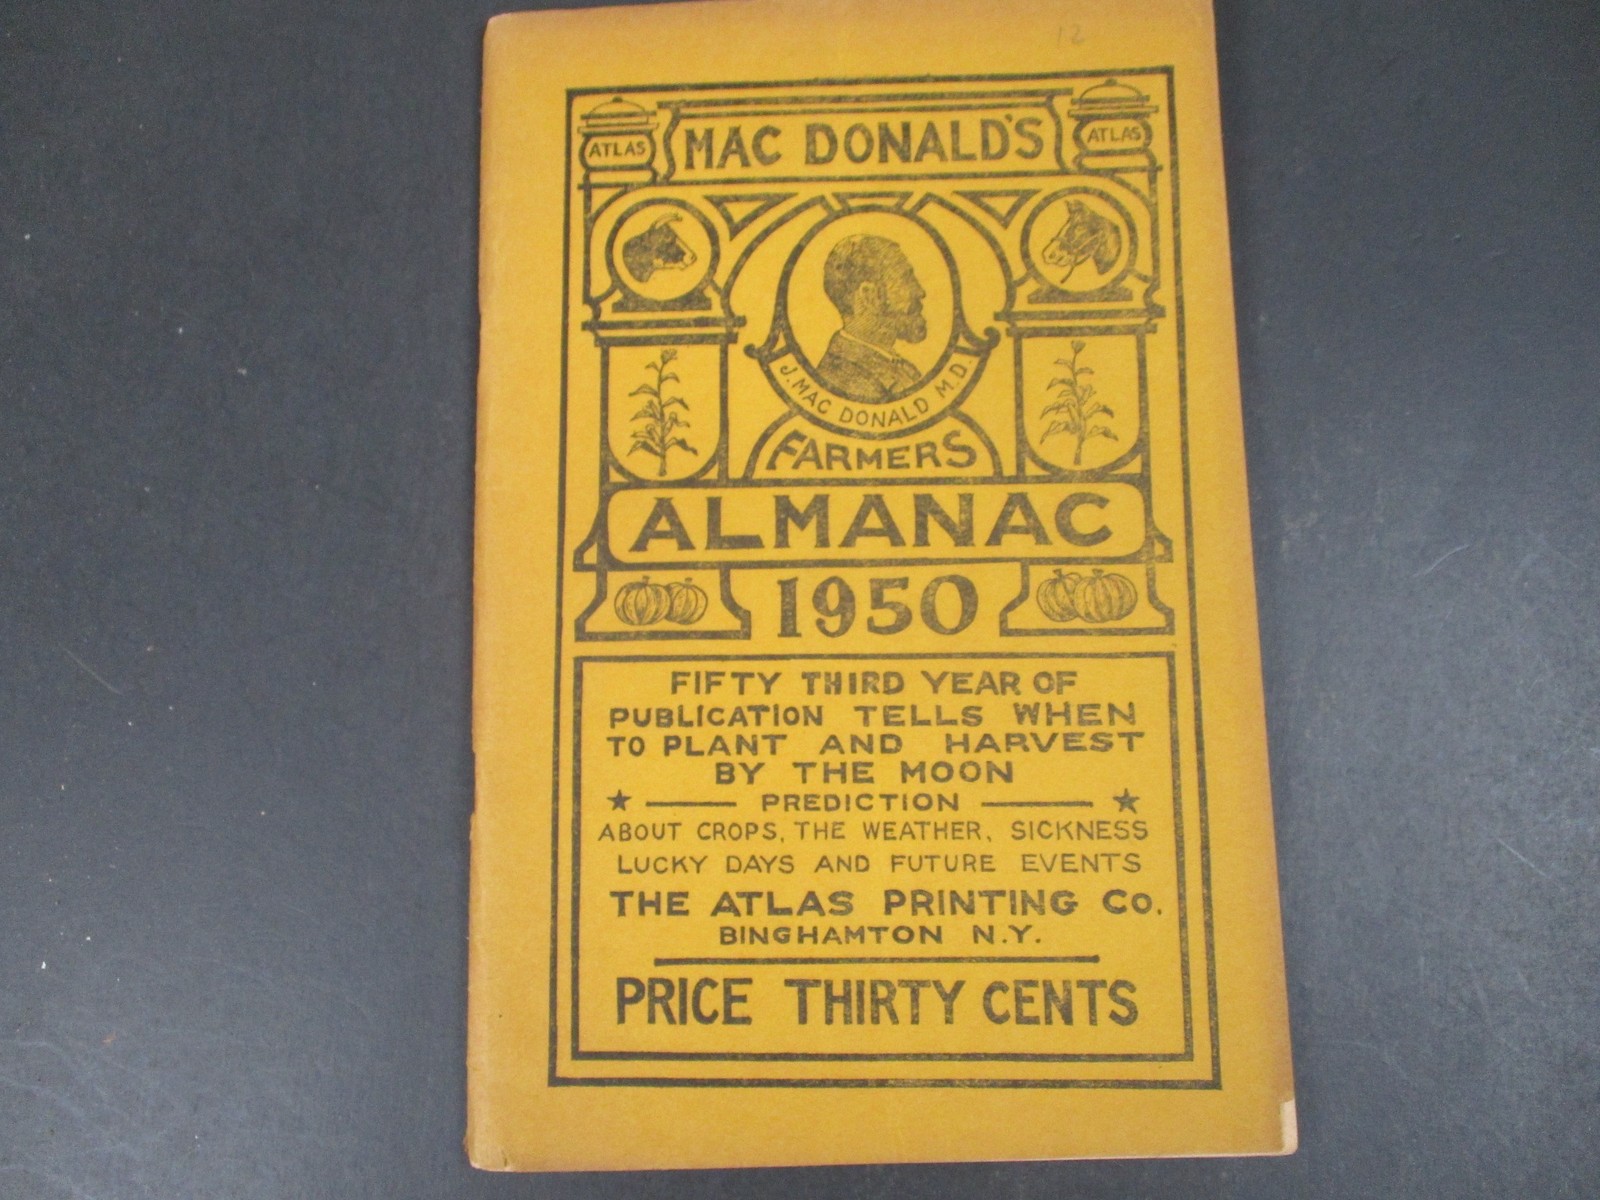 12
ATLAS
MAC DONALD'S
ATLAS
J. MAC DONALD M.D.
FARMERS
ALMANAC
1950
FIFTY THIRD YEAR OF
PUBLICATION TELLS WHEN
TO PLANT AND HARVEST
BY THE MOON
★ —— PREDICTION —— ★
ABOUT CROPS, THE WEATHER, SICKNESS
LUCKY DAYS AND FUTURE EVENTS
THE ATLAS PRINTING Co.
BINGHAMTON N.Y.
PRICE THIRTY CENTS